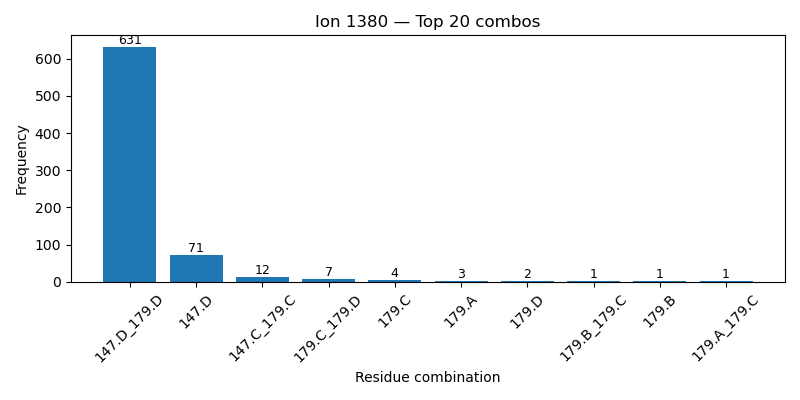 Ion 1380 — Top 20 combos
Frequency
600
500
400
300
200
100
0
631
71
12
7
4
3
2
1
1
1
147.D_179.D
147.D
147.C_179.C
179.C_179.D
179.C
179.A
179.D
179.B_179.C
179.B
179.A_179.C
Residue combination